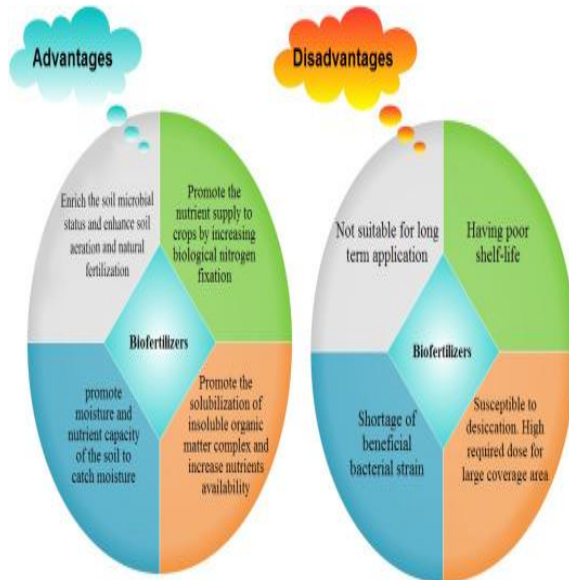 Advantages
Enrich the soil microbial
status and enhance soil
aeration and natural
fertilization
Promote the
nutrient supply to
crops by increasing
biological nitrogen
fixation
Biofertilizers
promote
moisture and
nutrient capacity
of the soil to
catch moisture
Promote the
solubilization of
insoluble organic
matter complex and
increase nutrients
availability
Disadvantages
Not suitable for long
term application
Having poor
shelf-life
Biofertilizers
Shortage of
beneficial
bacterial strain
Susceptible to
desiccation. High
required dose for
large coverage area